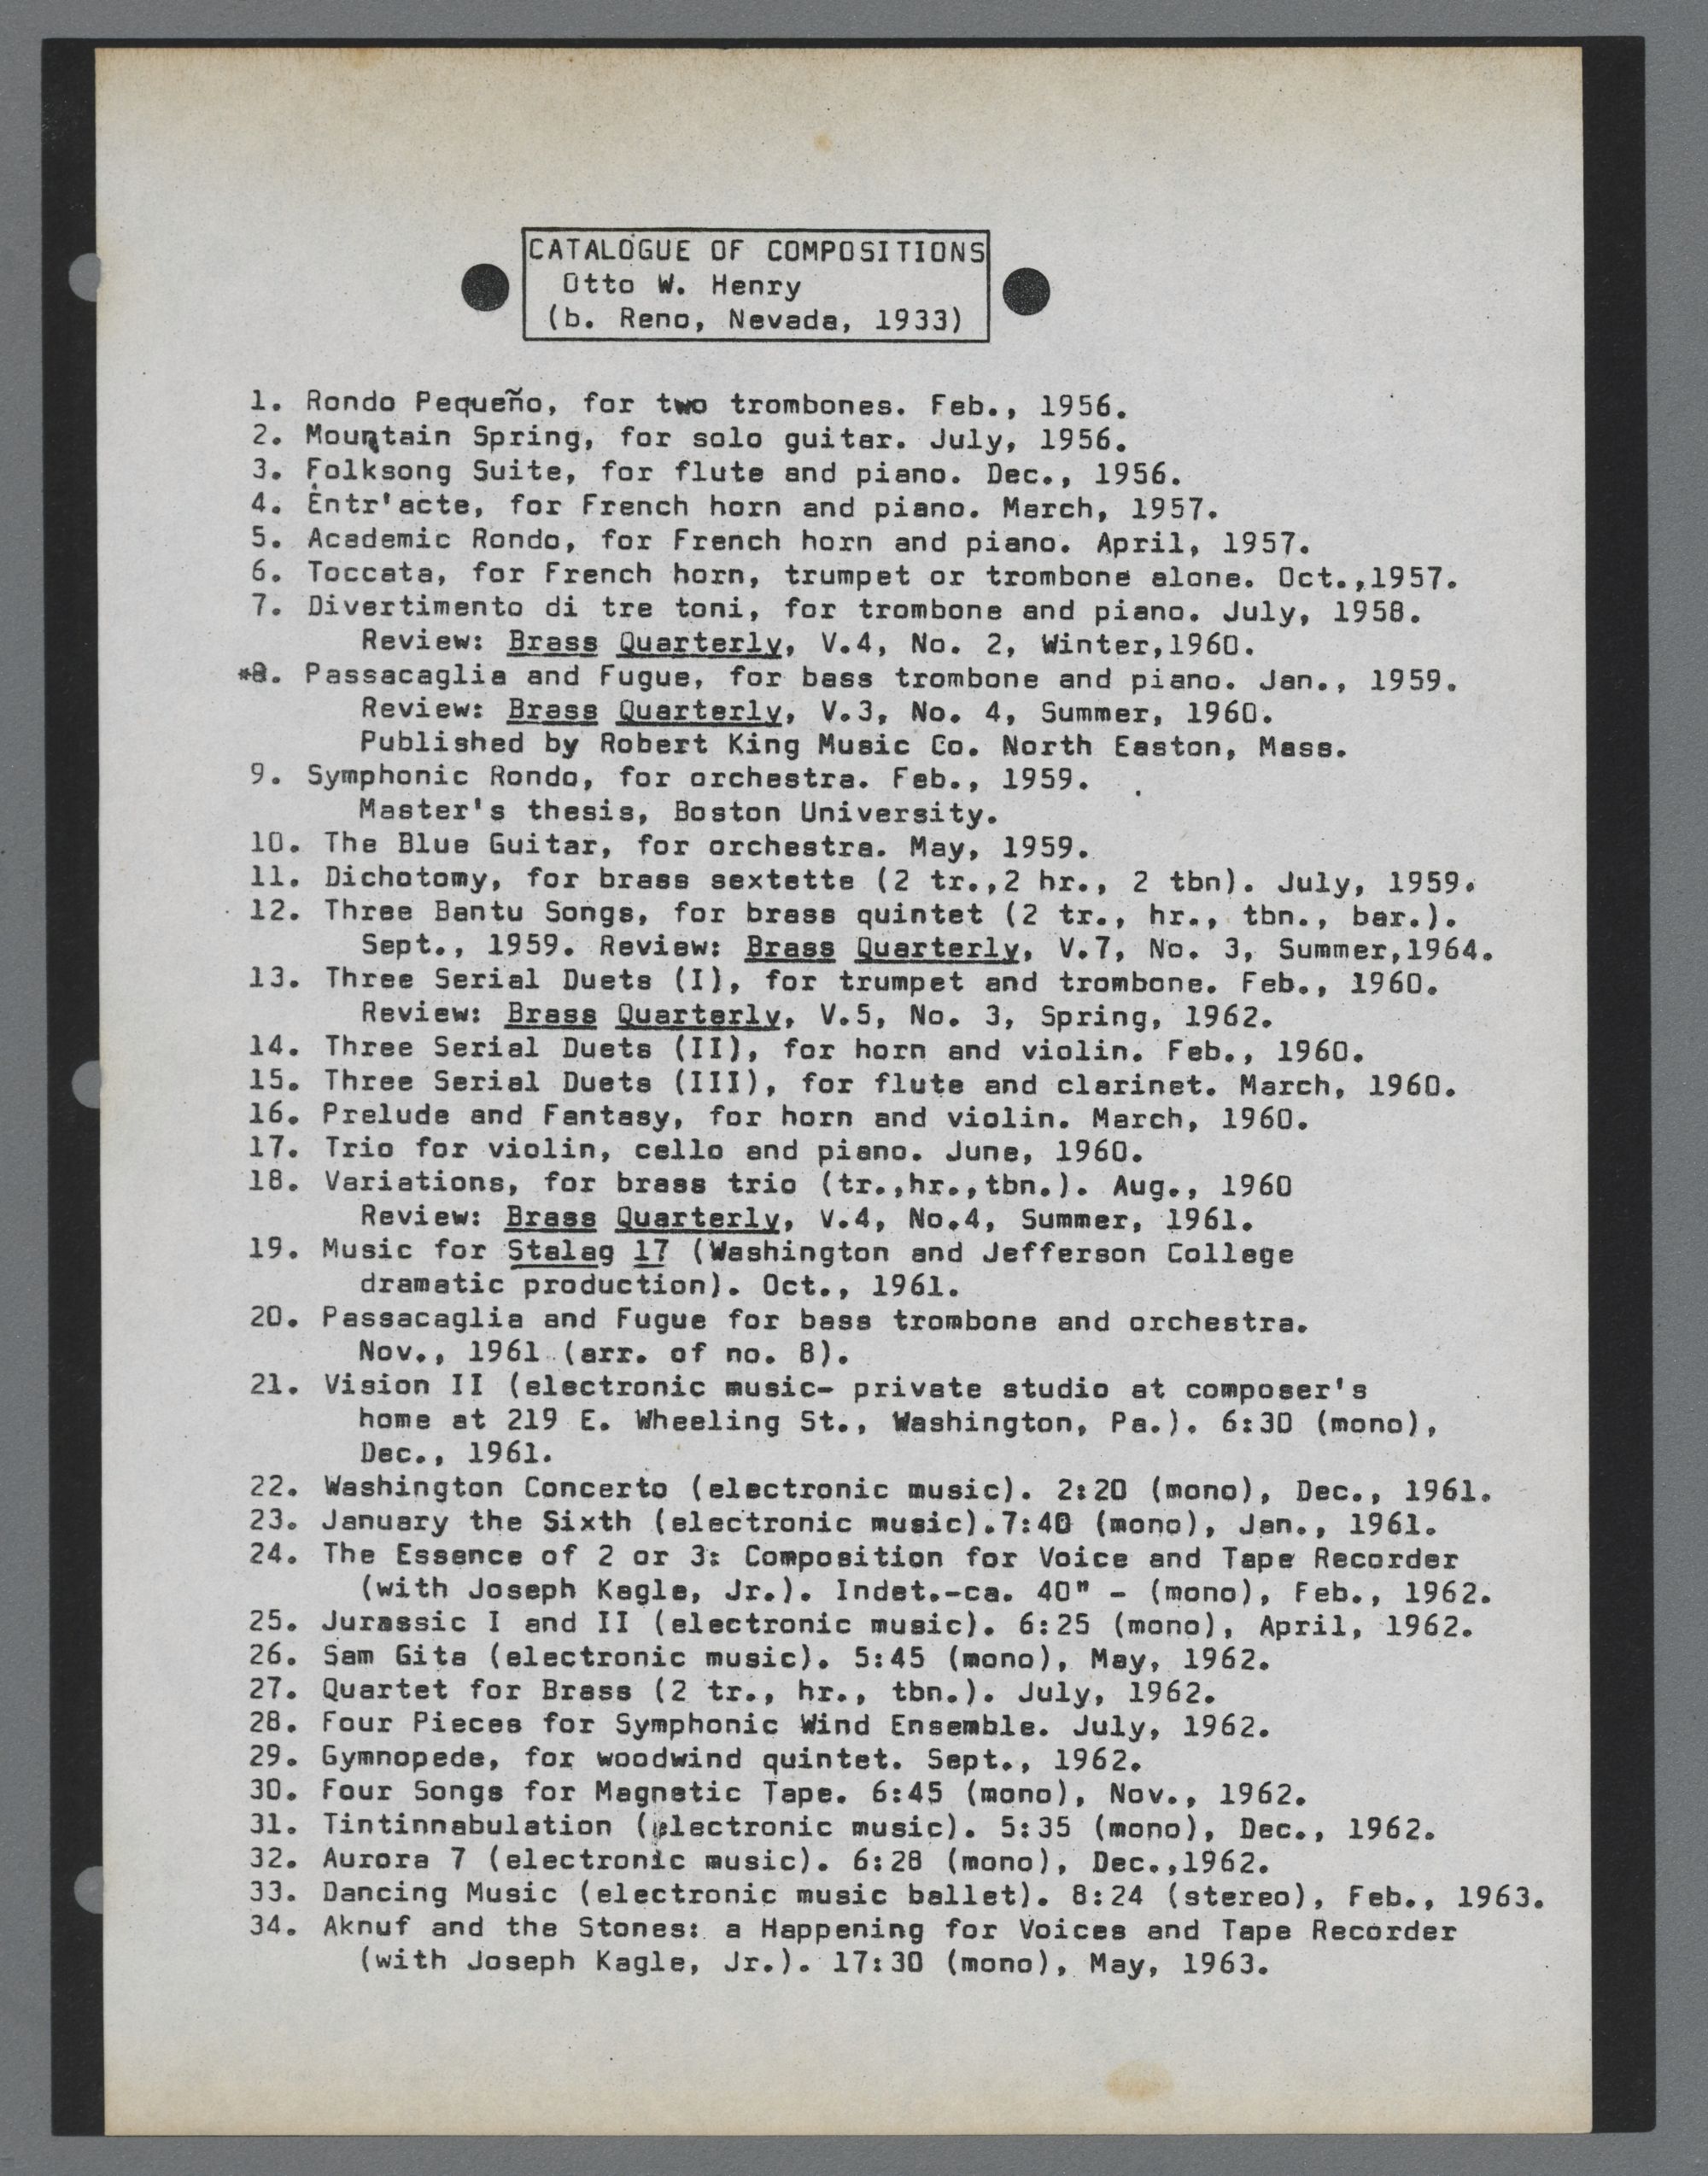 CATALOGUE OF COMPOSITIONS
Otto W. Henry
(b. Reno, Nevada, 1933)
1. Rondo Pequeño, for two trombones. Feb., 1956.
2. Mountain Spring, for solo guitar. July, 1956.
3. Folksong Suite, for flute and piano. Dec., 1956.
4. Entr'acte, for French horn and piano. March, 1957.
5. Academic Rondo, for French horn and piano. April, 1957.
6. Toccata, for French horn, trumpet or trombone alone. Oct.,1957.
7. Divertimento di tre toni, for trombone and piano. July, 1958.
Review: Brass Quarterly, V.4, No. 2, Winter,1960.
*8. Passacaglia and Fugue, for bass trombone and piano. Jan., 1959.
Review: Brass Quarterly, V.3, No. 4, Summer, 1960.
Published by Robert King Music Co. North Easton, Mass.
9. Symphonic Rondo, for orchestra. Feb., 1959.
Master's thesis, Boston University.
10. The Blue Guitar, for orchestra. May, 1959.
11. Dichotomy, for brass sextette (2 tr.,2 hr., 2 tbn). July, 1959.
12. Three Bantu Songs, for brass quintet (2 tr., hr., tbn., bar.).
Sept., 1959. Review: Brass Quarterly, V.7, No. 3, Summer,1964.
13. Three Serial Duets (I), for trumpet and trombone. Feb., 1960.
Review: Brass Quarterly, V.5, No. 3, Spring, 1962.
14. Three Serial Duets (II), for horn and violin. Feb., 1960.
15. Three Serial Duets (III), for flute and clarinet. March, 1960.
16. Prelude and Fantasy, for horn and violin. March, 1960.
17. Trio for violin, cello and piano. June, 1960.
18. Variations, for brass trio (tr.,hr.,tbn.). Aug., 1960
Review: Brass Quarterly, V.4, No.4, Summer, 1961.
19. Music for Stalag 17 (Washington and Jefferson College
dramatic production). Oct., 1961.
20. Passacaglia and Fugue for bass trombone and orchestra.
Nov., 1961 (arr. of no. 8).
21. Vision II (electronic music- private studio at composer's
home at 219 E. Wheeling St., Washington, Pa.). 6:30 (mono),
Dec., 1961.
22. Washington Concerto (electronic music). 2:20 (mono), Dec., 1961.
23. January the Sixth (electronic music).7:40 (mono), Jan., 1961.
24. The Essence of 2 or 3: Composition for Voice and Tape Recorder
(with Joseph Kagle, Jr.). Indet.-ca. 40" - (mono), Feb., 1962.
25. Jurassic I and II (electronic music). 6:25 (mono), April, 1962.
26. Sam Gita (electronic music). 5:45 (mono), May, 1962.
27. Quartet for Brass (2 tr., hr., tbn.). July, 1962.
28. Four Pieces for Symphonic Wind Ensemble. July, 1962.
29. Gymnopede, for woodwind quintet. Sept., 1962.
30. Four Songs for Magnetic Tape. 6:45 (mono), Nov., 1962.
31. Tintinnabulation (electronic music). 5:35 (mono), Dec., 1962.
32. Aurora 7 (electronic music). 6:28 (mono), Dec.,1962.
33. Dancing Music (electronic music ballet). 8:24 (stereo), Feb., 1963.
34. Aknuf and the Stones: a Happening for Voices and Tape Recorder
(with Joseph Kagle, Jr.). 17:30 (mono), May, 1963.